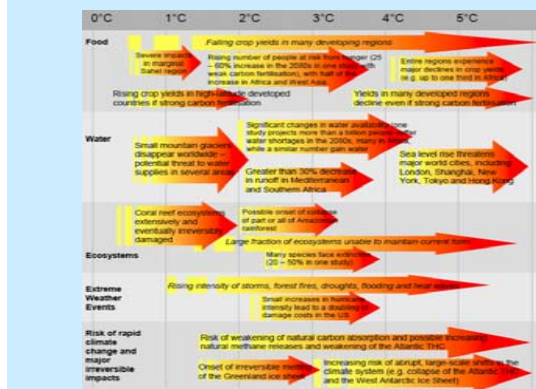 0°C 1°C 2°C 3°C 4°C 5°C
Food
Falling crop yields in many developing regions
Severe impacts
in marginal
Sahel region
Rising number of people at risk from hunger (25
– 60% increase in the 2080s in one study with
weak carbon fertilisation), with half of the
increase in Africa and West Asia.
Entire regions experience
major declines in crop yields
(e.g. up to one third in Africa)
Rising crop yields in high-latitude developed
countries if strong carbon fertilisation
Yields in many developed regions
decline even if strong carbon fertilisation
Water
Significant changes in water availability (one
study projects more than a billion people suffer
water shortages in the 2080s, many in Africa,
while a similar number gain water
Small mountain glaciers
disappear worldwide –
potential threat to water
supplies in several areas
Greater than 30% decrease
in runoff in Mediterranean
and Southern Africa
Sea level rise threatens
major world cities, including
London, Shanghai, New
York, Tokyo and Hong Kong
Coral reef ecosystems
extensively and
eventually irreversibly
damaged
Possible onset of collapse
of part or all of Amazonian
rainforest
Large fraction of ecosystems unable to maintain current form
Ecosystems
Many species face extinction
(20 – 50% in one study)
Extreme
Weather
Events
Rising intensity of storms, forest fires, droughts, flooding and heat waves
Small increases in hurricane
intensity lead to a doubling of
damage costs in the US
Risk of rapid
climate
change and
major
irreversible
impacts
Risk of weakening of natural carbon absorption and possible increasing
natural methane releases and weakening of the Atlantic THC
Onset of irreversible melting
of the Greenland ice sheet
Increasing risk of abrupt, large-scale shifts in the
climate system (e.g. collapse of the Atlantic THC
and the West Antarctic Ice Sheet)